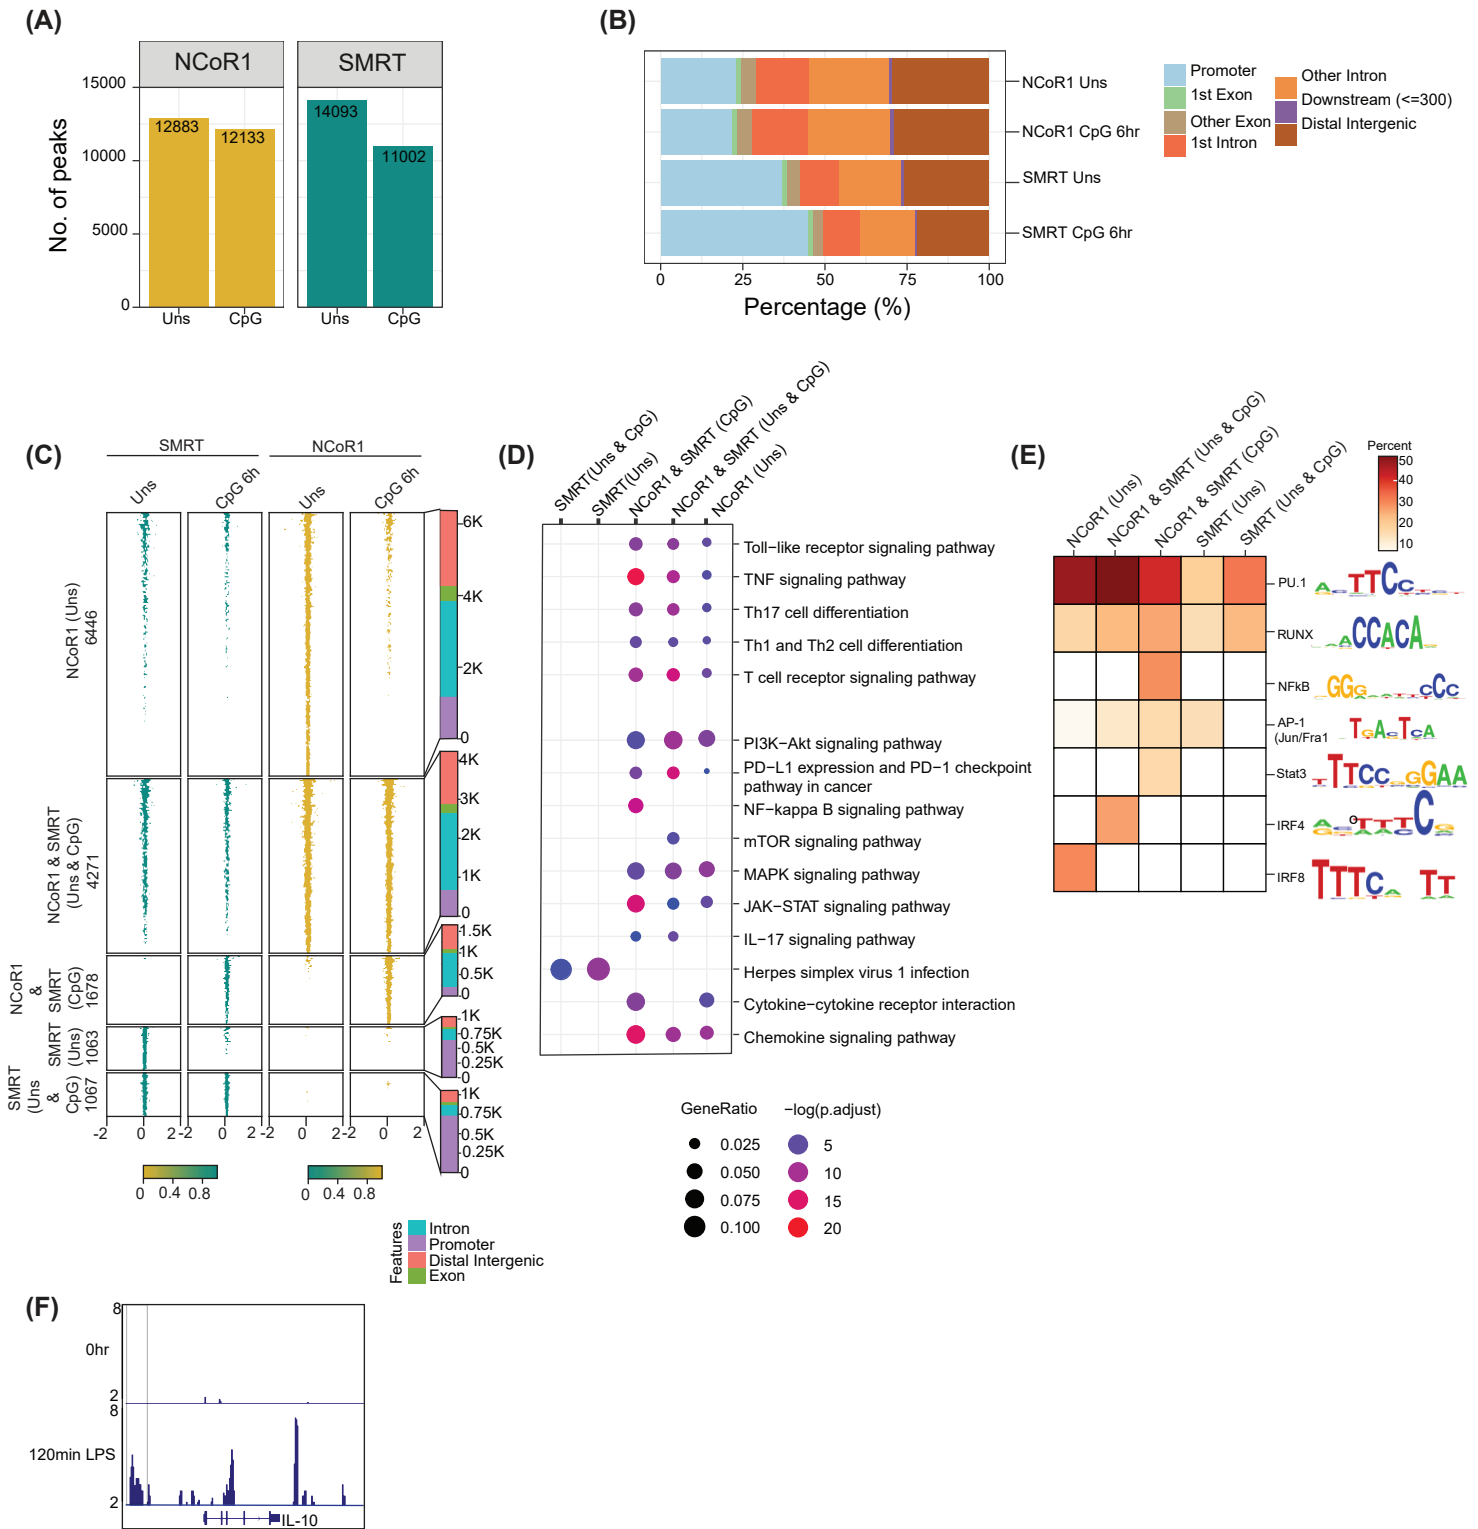 (A)
NCoR1
SMRT
No. of peaks
15000
10000
5000
0
12883
12133
14093
11002
Uns
CpG
Uns
CpG
(B)
NCoR1 Uns
NCoR1 CpG 6hr
SMRT Uns
SMRT CpG 6hr
0
25
50
75
100
Percentage (%)
Promoter
1st Exon
Other Exon
1st Intron
Other Intron
Downstream (<=300)
Distal Intergenic
(C)
SMRT
NCoR1
Uns
CpG 6h
Uns
CpG 6h
NCoR1 (Uns)
6446
NCoR1 & SMRT
(Uns & CpG)
4271
NCoR1
&
SMRT
(CpG)
1678
SMRT
(Uns)
1063
SMRT
(Uns
&
CpG)
1067
6K
4K
2K
0
4K
3K
2K
1K
0
1.5K
1K
0.5K
0
1K
0.75K
0.5K
0.25K
0
1K
0.75K
0.5K
0.25K
0
-2 0 2
-2 0 2
-2 0 2
-2 0 2
0 0.4 0.8
0 0.4 0.8
Features
Intron
Promoter
Distal Intergenic
Exon
(D)
SMRT(Uns & CpG)
SMRT(Uns)
NCoR1 & SMRT (CpG)
NCoR1 & SMRT (Uns & CpG)
NCoR1 (Uns)
Toll−like receptor signaling pathway
TNF signaling pathway
Th17 cell differentiation
Th1 and Th2 cell differentiation
T cell receptor signaling pathway
PI3K−Akt signaling pathway
PD−L1 expression and PD−1 checkpoint
pathway in cancer
NF−kappa B signaling pathway
mTOR signaling pathway
MAPK signaling pathway
JAK−STAT signaling pathway
IL−17 signaling pathway
Herpes simplex virus 1 infection
Cytokine−cytokine receptor interaction
Chemokine signaling pathway
GeneRatio
0.025
0.050
0.075
0.100
−log(p.adjust)
5
10
15
20
(E)
NCoR1 (Uns)
NCoR1 & SMRT (Uns & CpG)
NCoR1 & SMRT (CpG)
SMRT (Uns)
SMRT (Uns & CpG)
Percent
50
40
30
20
10
PU.1
RUNX
NFkB
AP-1
(Jun/Fra1
Stat3
IRF4
IRF8
TTCC
ACCACA
GGG
CCC
TGAcTCA
TTCC GGAA
TTTC TT
(F)
8
0hr
2
8
120min LPS
2
IL-10